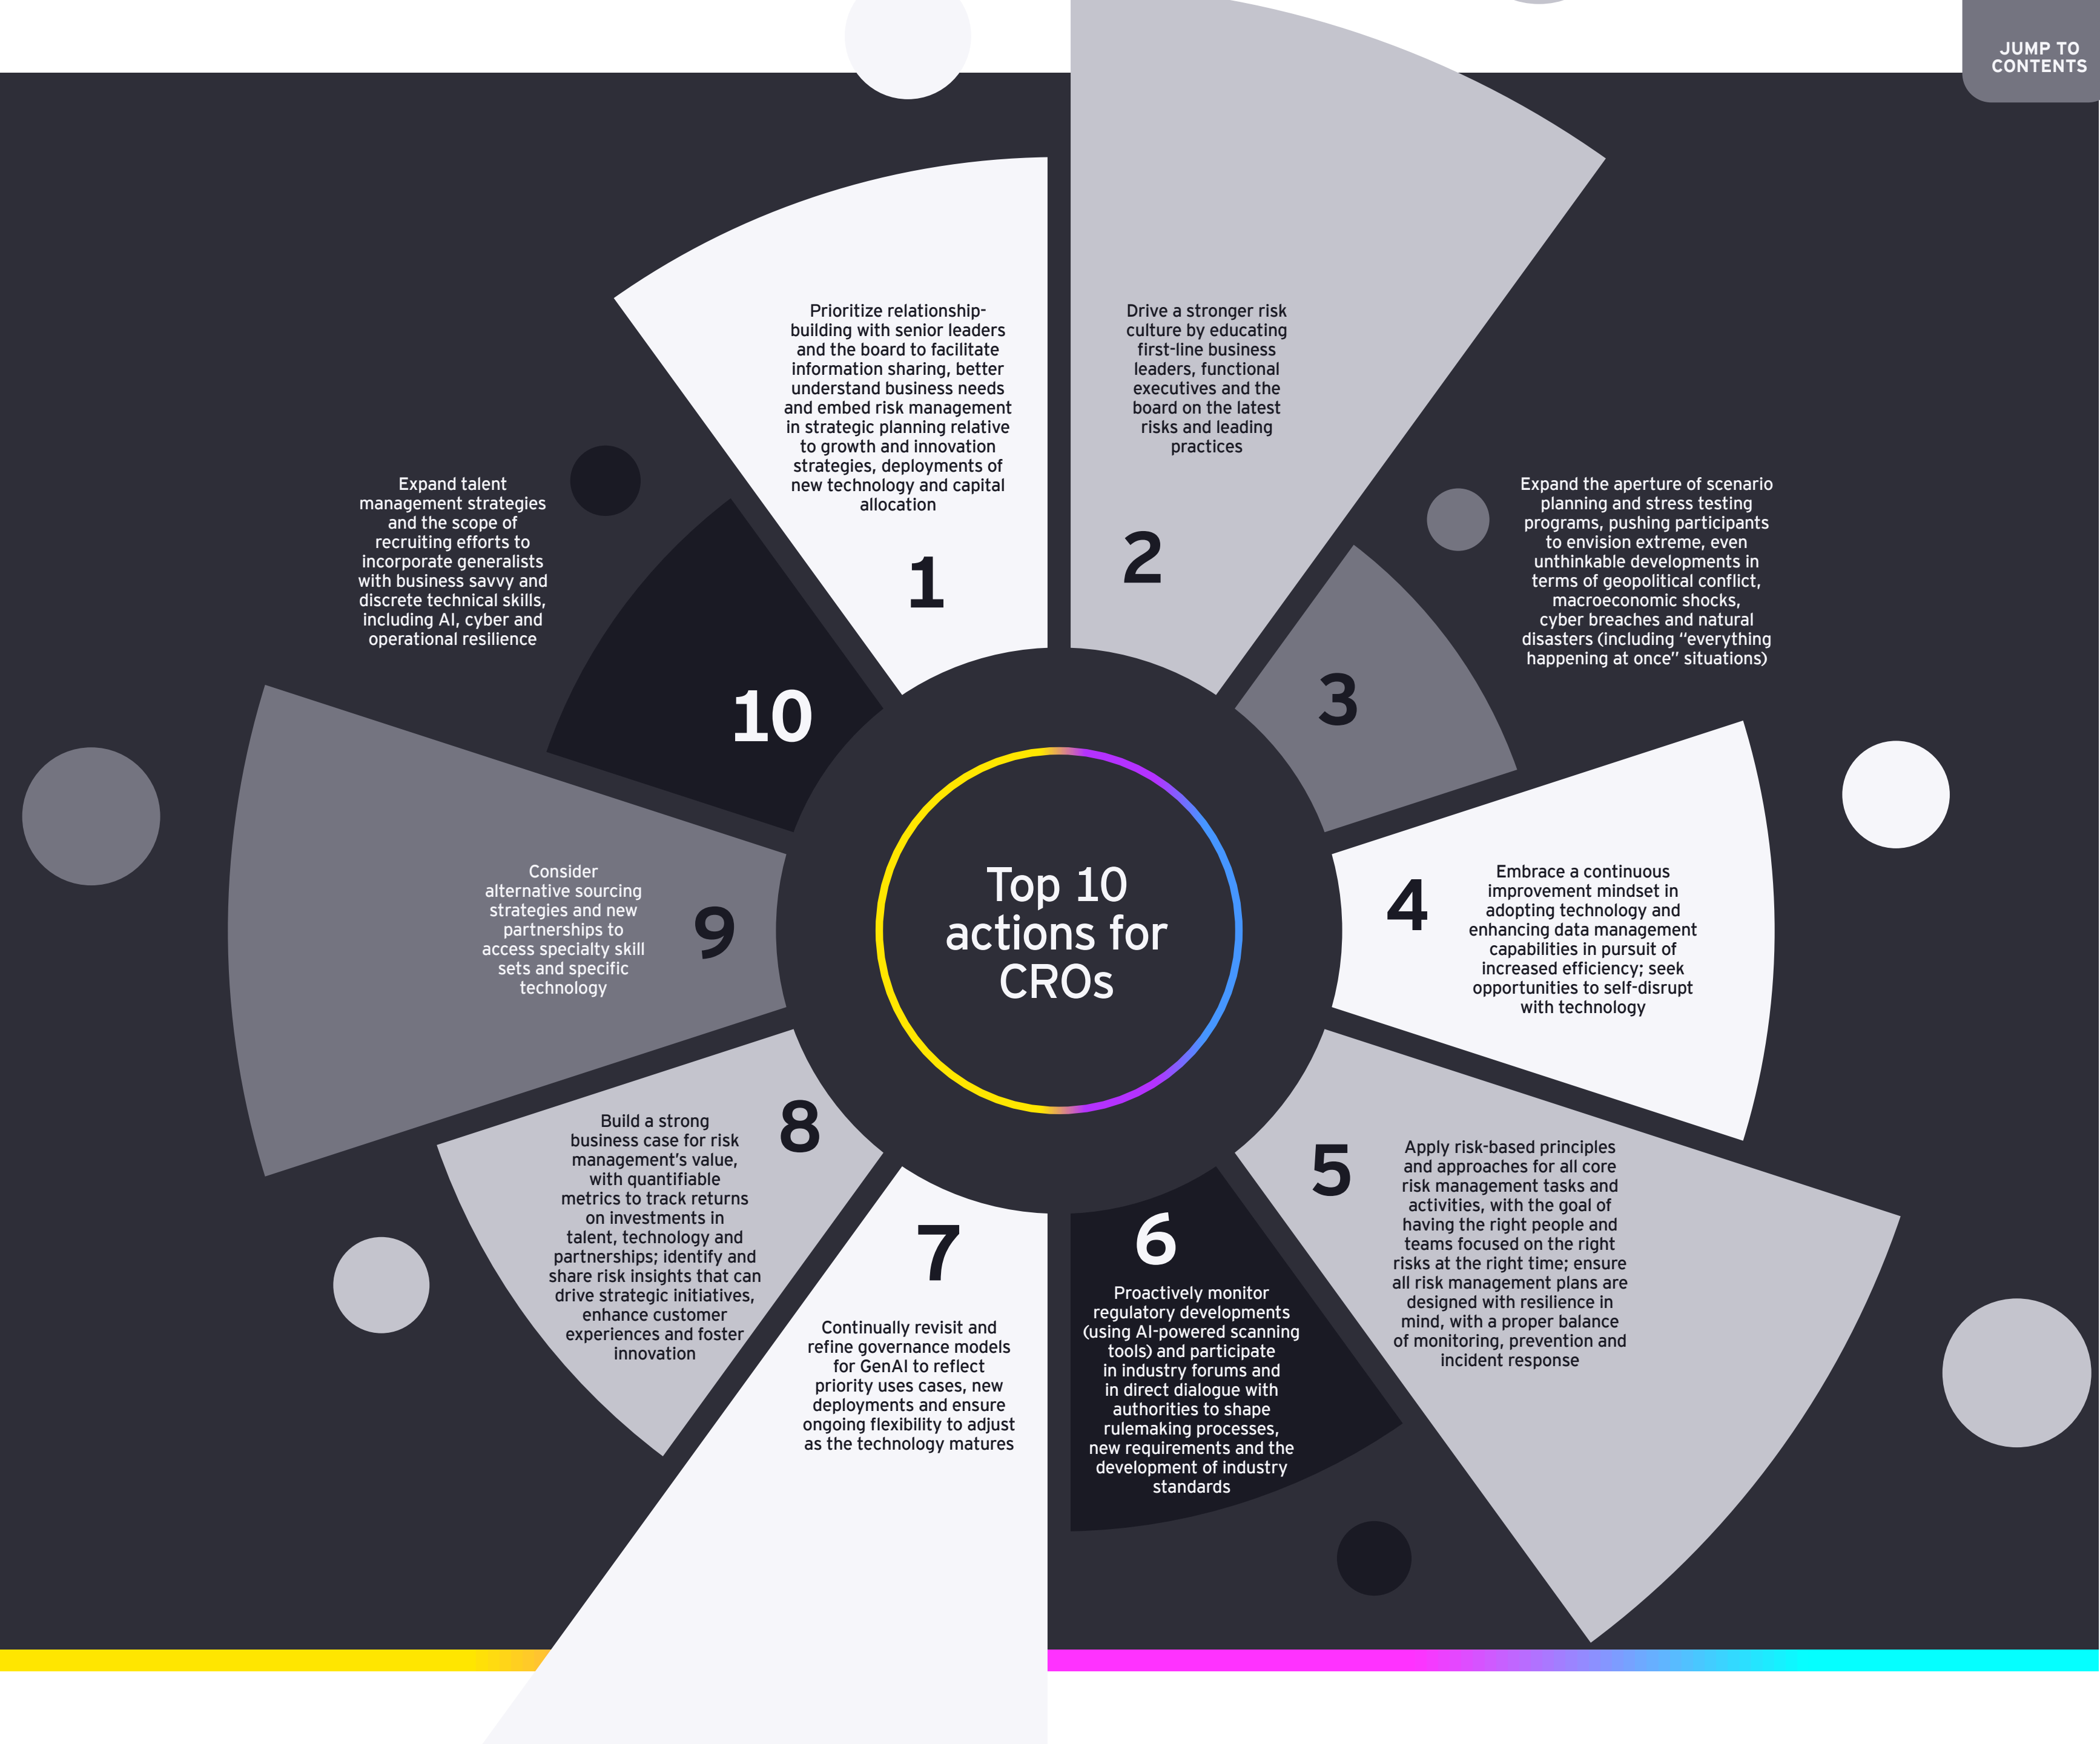 JUMP TO
CONTENTS
Top 10
actions for
CROs
Prioritize relationship-
building with senior leaders
and the board to facilitate
information sharing, better
understand business needs
and embed risk management
in strategic planning relative
to growth and innovation
strategies, deployments of
new technology and capital
allocation
1
Drive a stronger risk
culture by educating
first-line business
leaders, functional
executives and the
board on the latest
risks and leading
practices
2
Expand the aperture of scenario
planning and stress testing
programs, pushing participants
to envision extreme, even
unthinkable developments in
terms of geopolitical conflict,
macroeconomic shocks,
cyber breaches and natural
disasters (including “everything
happening at once” situations)
3
4
Embrace a continuous
improvement mindset in
adopting technology and
enhancing data management
capabilities in pursuit of
increased efficiency; seek
opportunities to self-disrupt
with technology
5
Apply risk-based principles
and approaches for all core
risk management tasks and
activities, with the goal of
having the right people and
teams focused on the right
risks at the right time; ensure
all risk management plans are
designed with resilience in
mind, with a proper balance
of monitoring, prevention and
incident response
6
Proactively monitor
regulatory developments
(using AI-powered scanning
tools) and participate
in industry forums and
in direct dialogue with
authorities to shape
rulemaking processes,
new requirements and the
development of industry
standards
7
Continually revisit and
refine governance models
for GenAI to reflect
priority uses cases, new
deployments and ensure
ongoing flexibility to adjust
as the technology matures
8
Build a strong
business case for risk
management’s value,
with quantifiable
metrics to track returns
on investments in
talent, technology and
partnerships; identify and
share risk insights that can
drive strategic initiatives,
enhance customer
experiences and foster
innovation
9
Consider
alternative sourcing
strategies and new
partnerships to
access specialty skill
sets and specific
technology
10
Expand talent
management strategies
and the scope of
recruiting efforts to
incorporate generalists
with business savvy and
discrete technical skills,
including AI, cyber and
operational resilience